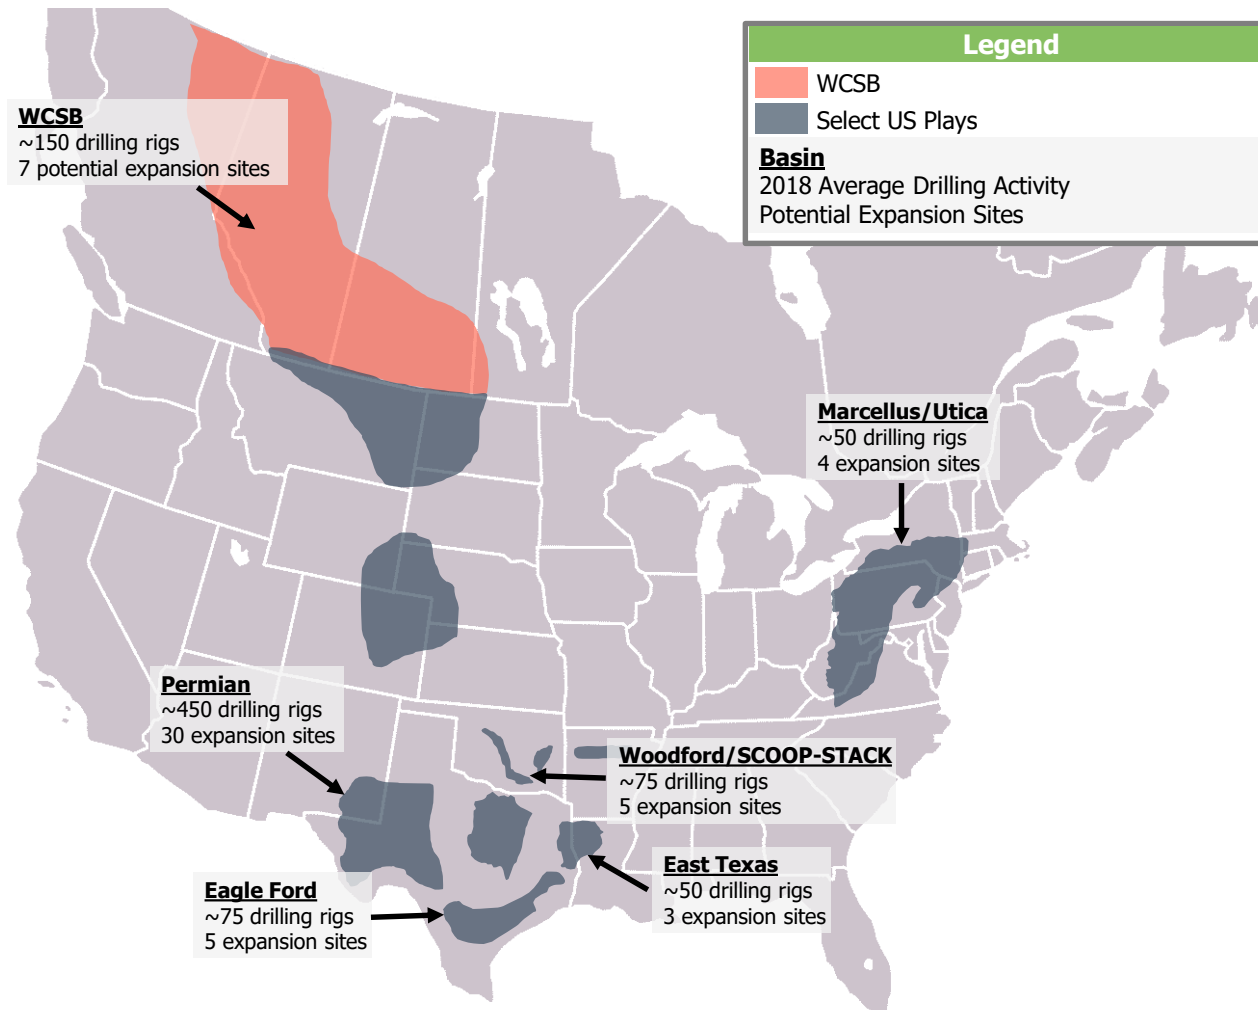 Legend
WCSB
Select US Plays
Basin
2018 Average Drilling Activity
Potential Expansion Sites
WCSB
~150 drilling rigs
7 potential expansion sites
Marcellus/Utica
~50 drilling rigs
4 expansion sites
Permian
~450 drilling rigs
30 expansion sites
Woodford/SCOOP-STACK
~75 drilling rigs
5 expansion sites
East Texas
~50 drilling rigs
3 expansion sites
Eagle Ford
~75 drilling rigs
5 expansion sites